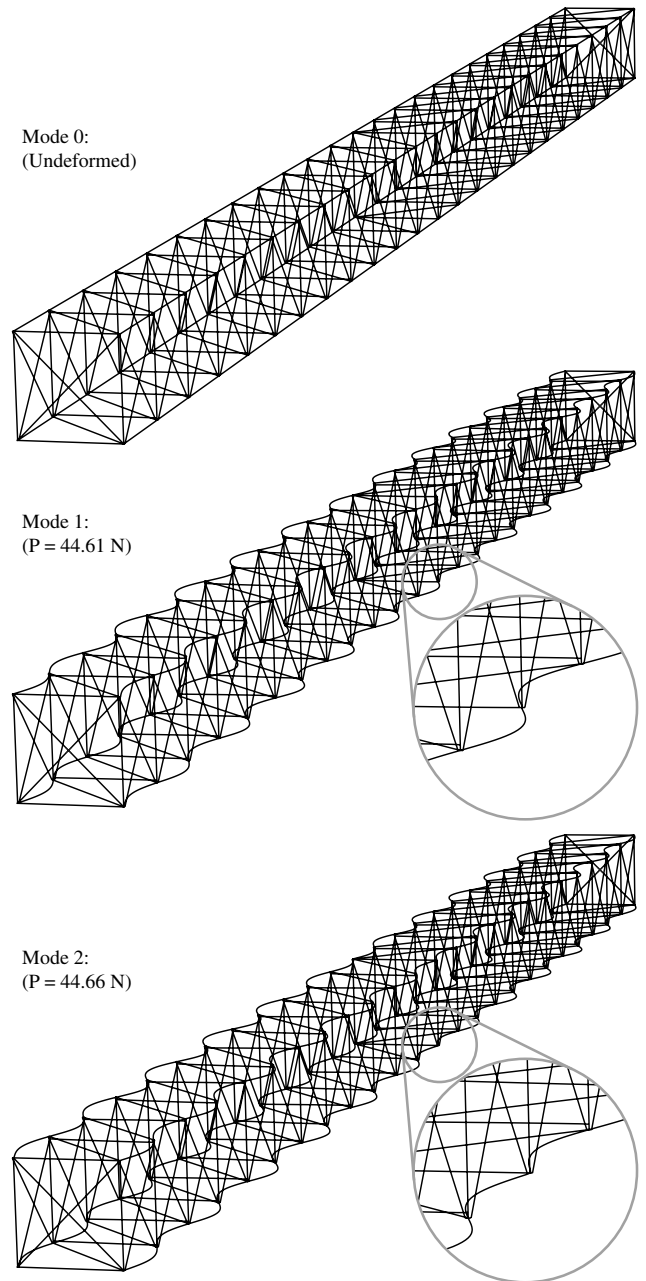 Mode 0:
(Undeformed)
Mode 1:
(P = 44.61 N)
Mode 2:
(P = 44.66 N)